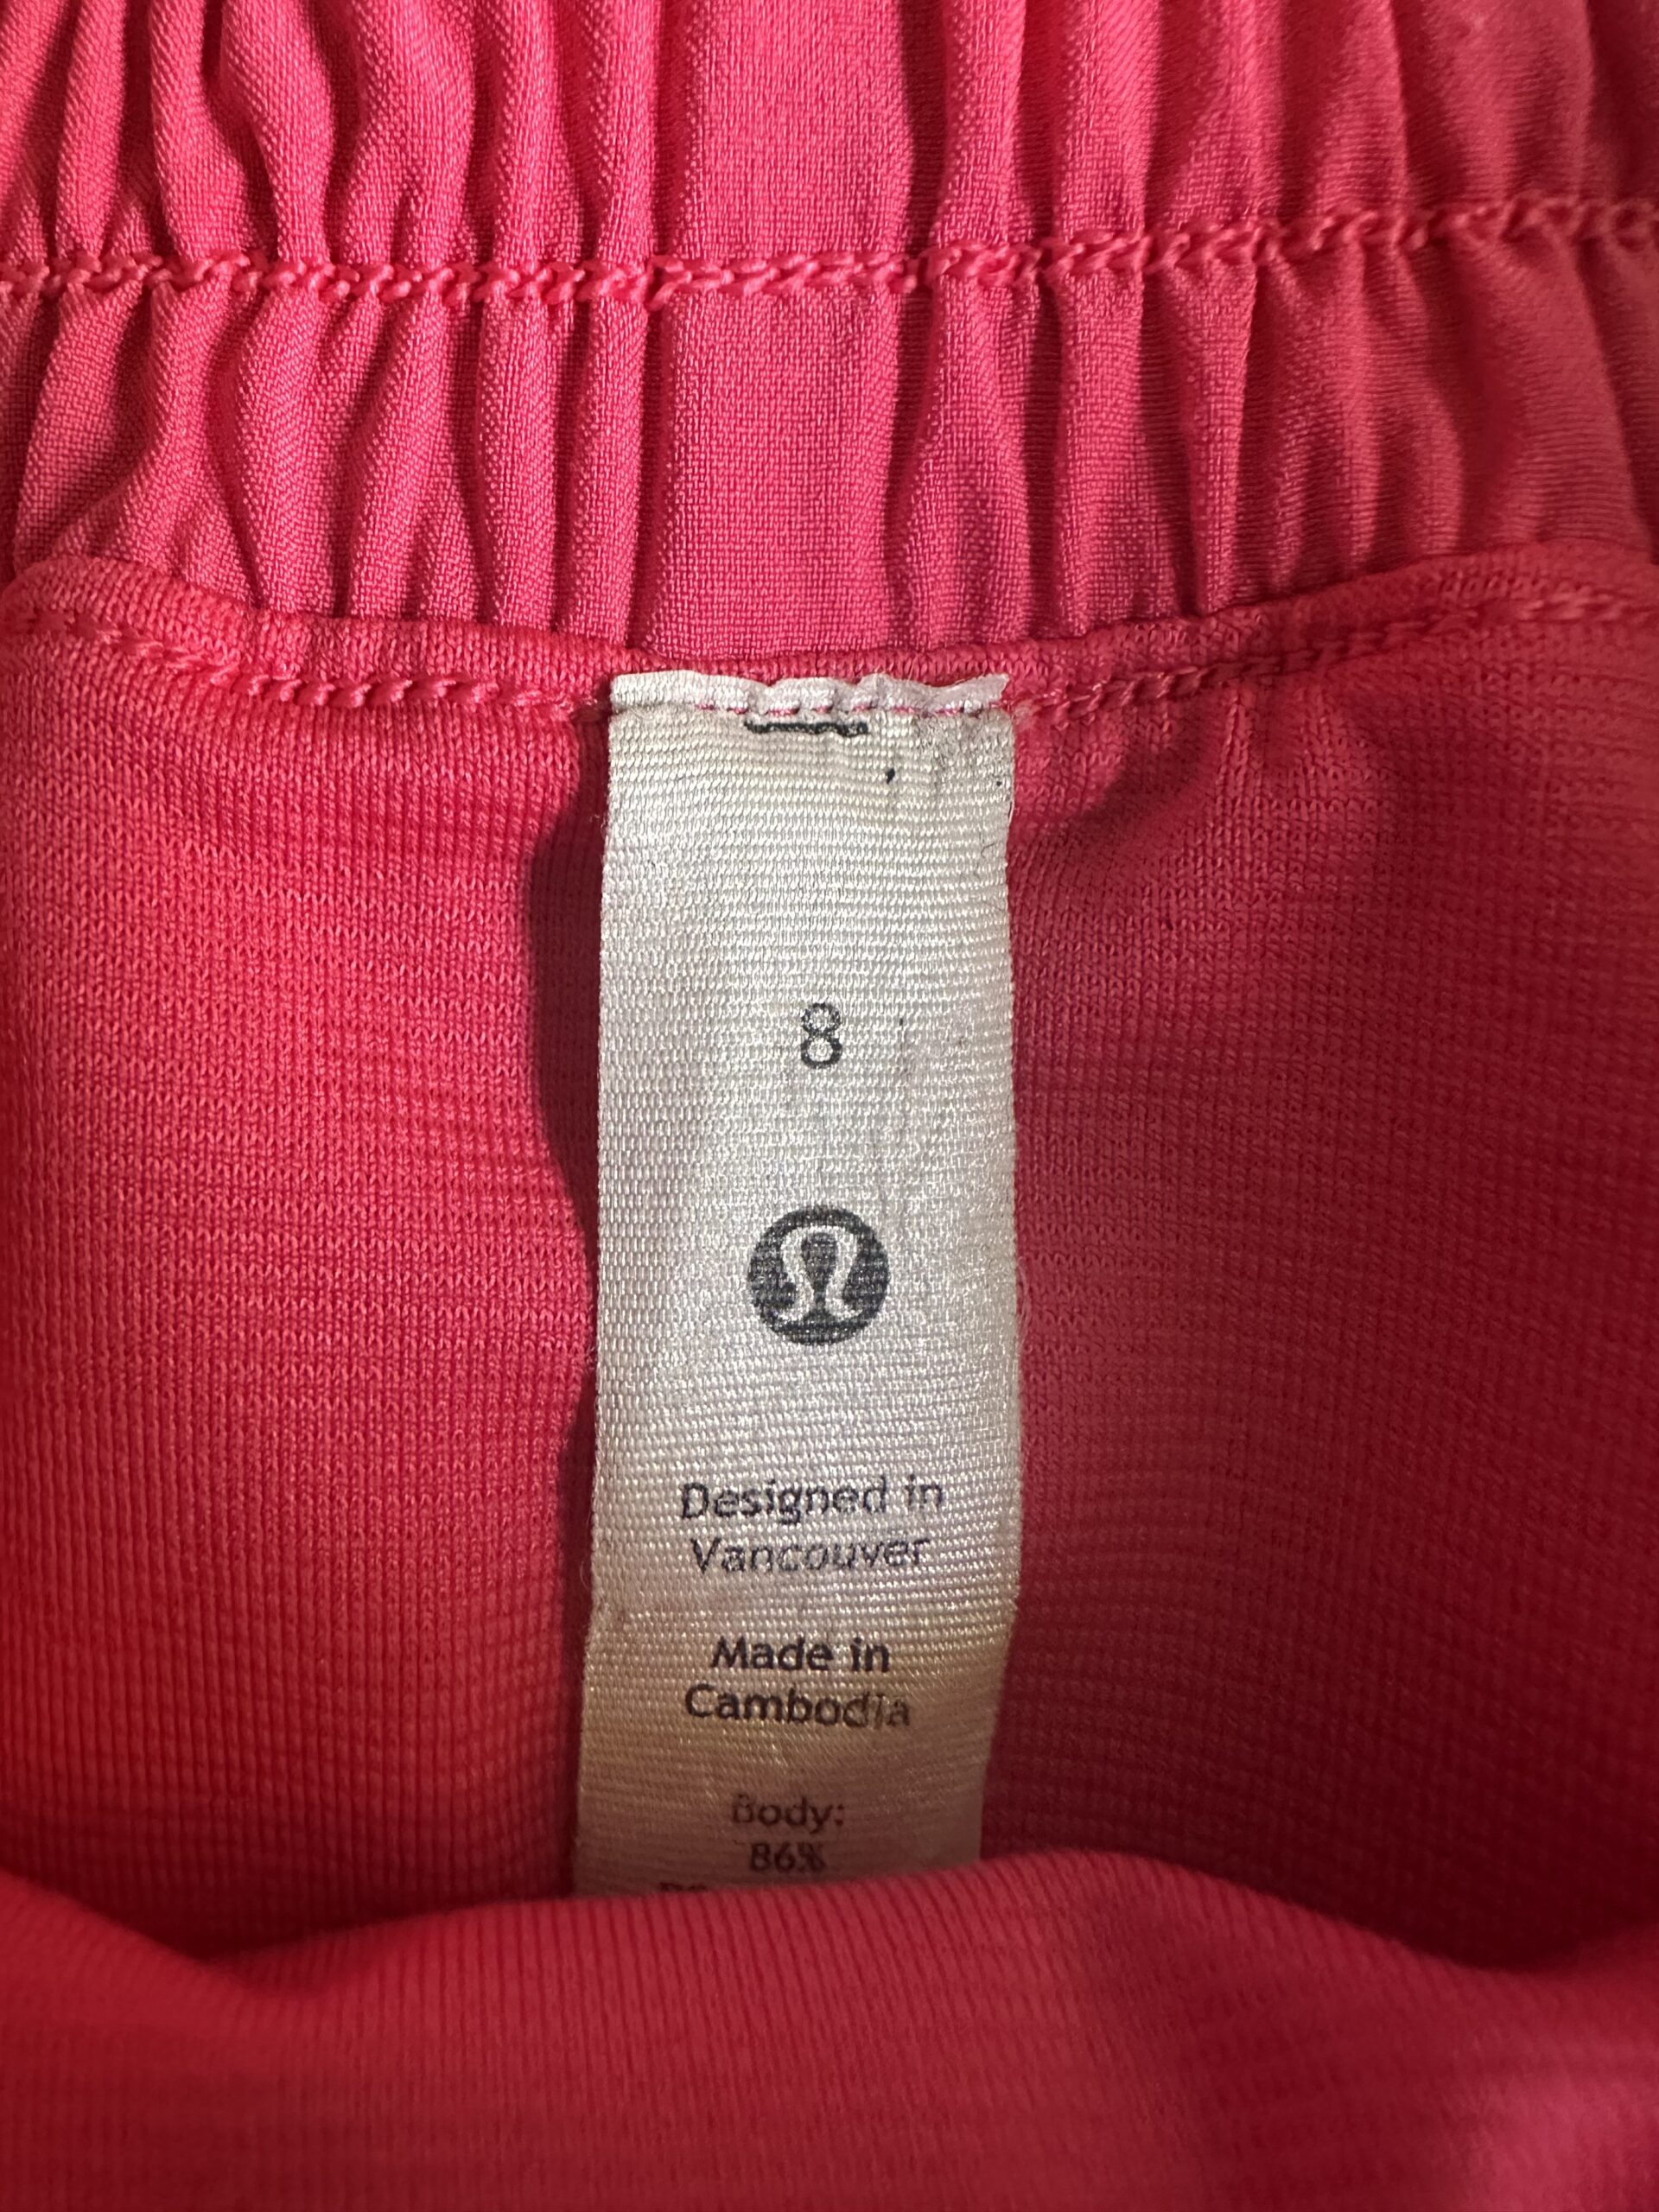 8
Designed in
Vancouver
Made in
Cambodia
Body:
86%